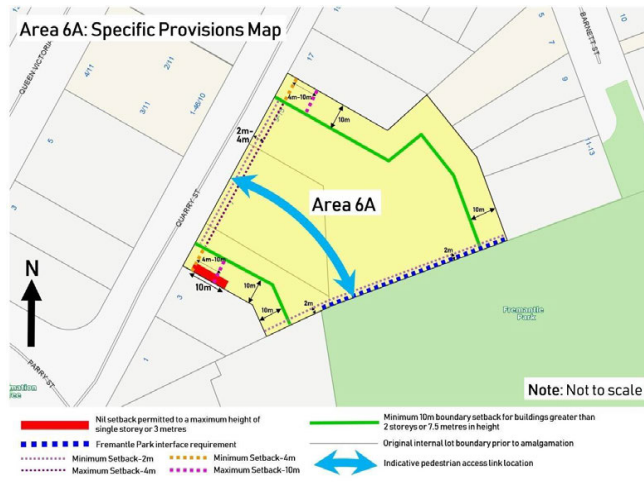 Area 6A: Specific Provisions Map
QUEEN VICTORIA
4/11
2/11
3/11
1-46/10
17
BARNETT ST
5
7
9
1-13
5
3
4m-10m
10m
2m-
4m
QUARRY ST
Area 6A
10m
2m
4m-10m
10m
10m
10m
2m
3
1
N
PARRY ST
Fremantle
Park
mation
ee
Note: Not to scale
Nil setback permitted to a maximum height of
single storey or 3 metres
Minimum 10m boundary setback for buildings greater than
2 storeys or 7.5 metres in height
Fremantle Park interface requirement
Original internal lot boundary prior to amalgamation
Minimum Setback-2m
Minimum Setback-4m
Maximum Setback-4m
Maximum Setback-10m
Indicative pedestrian access link location